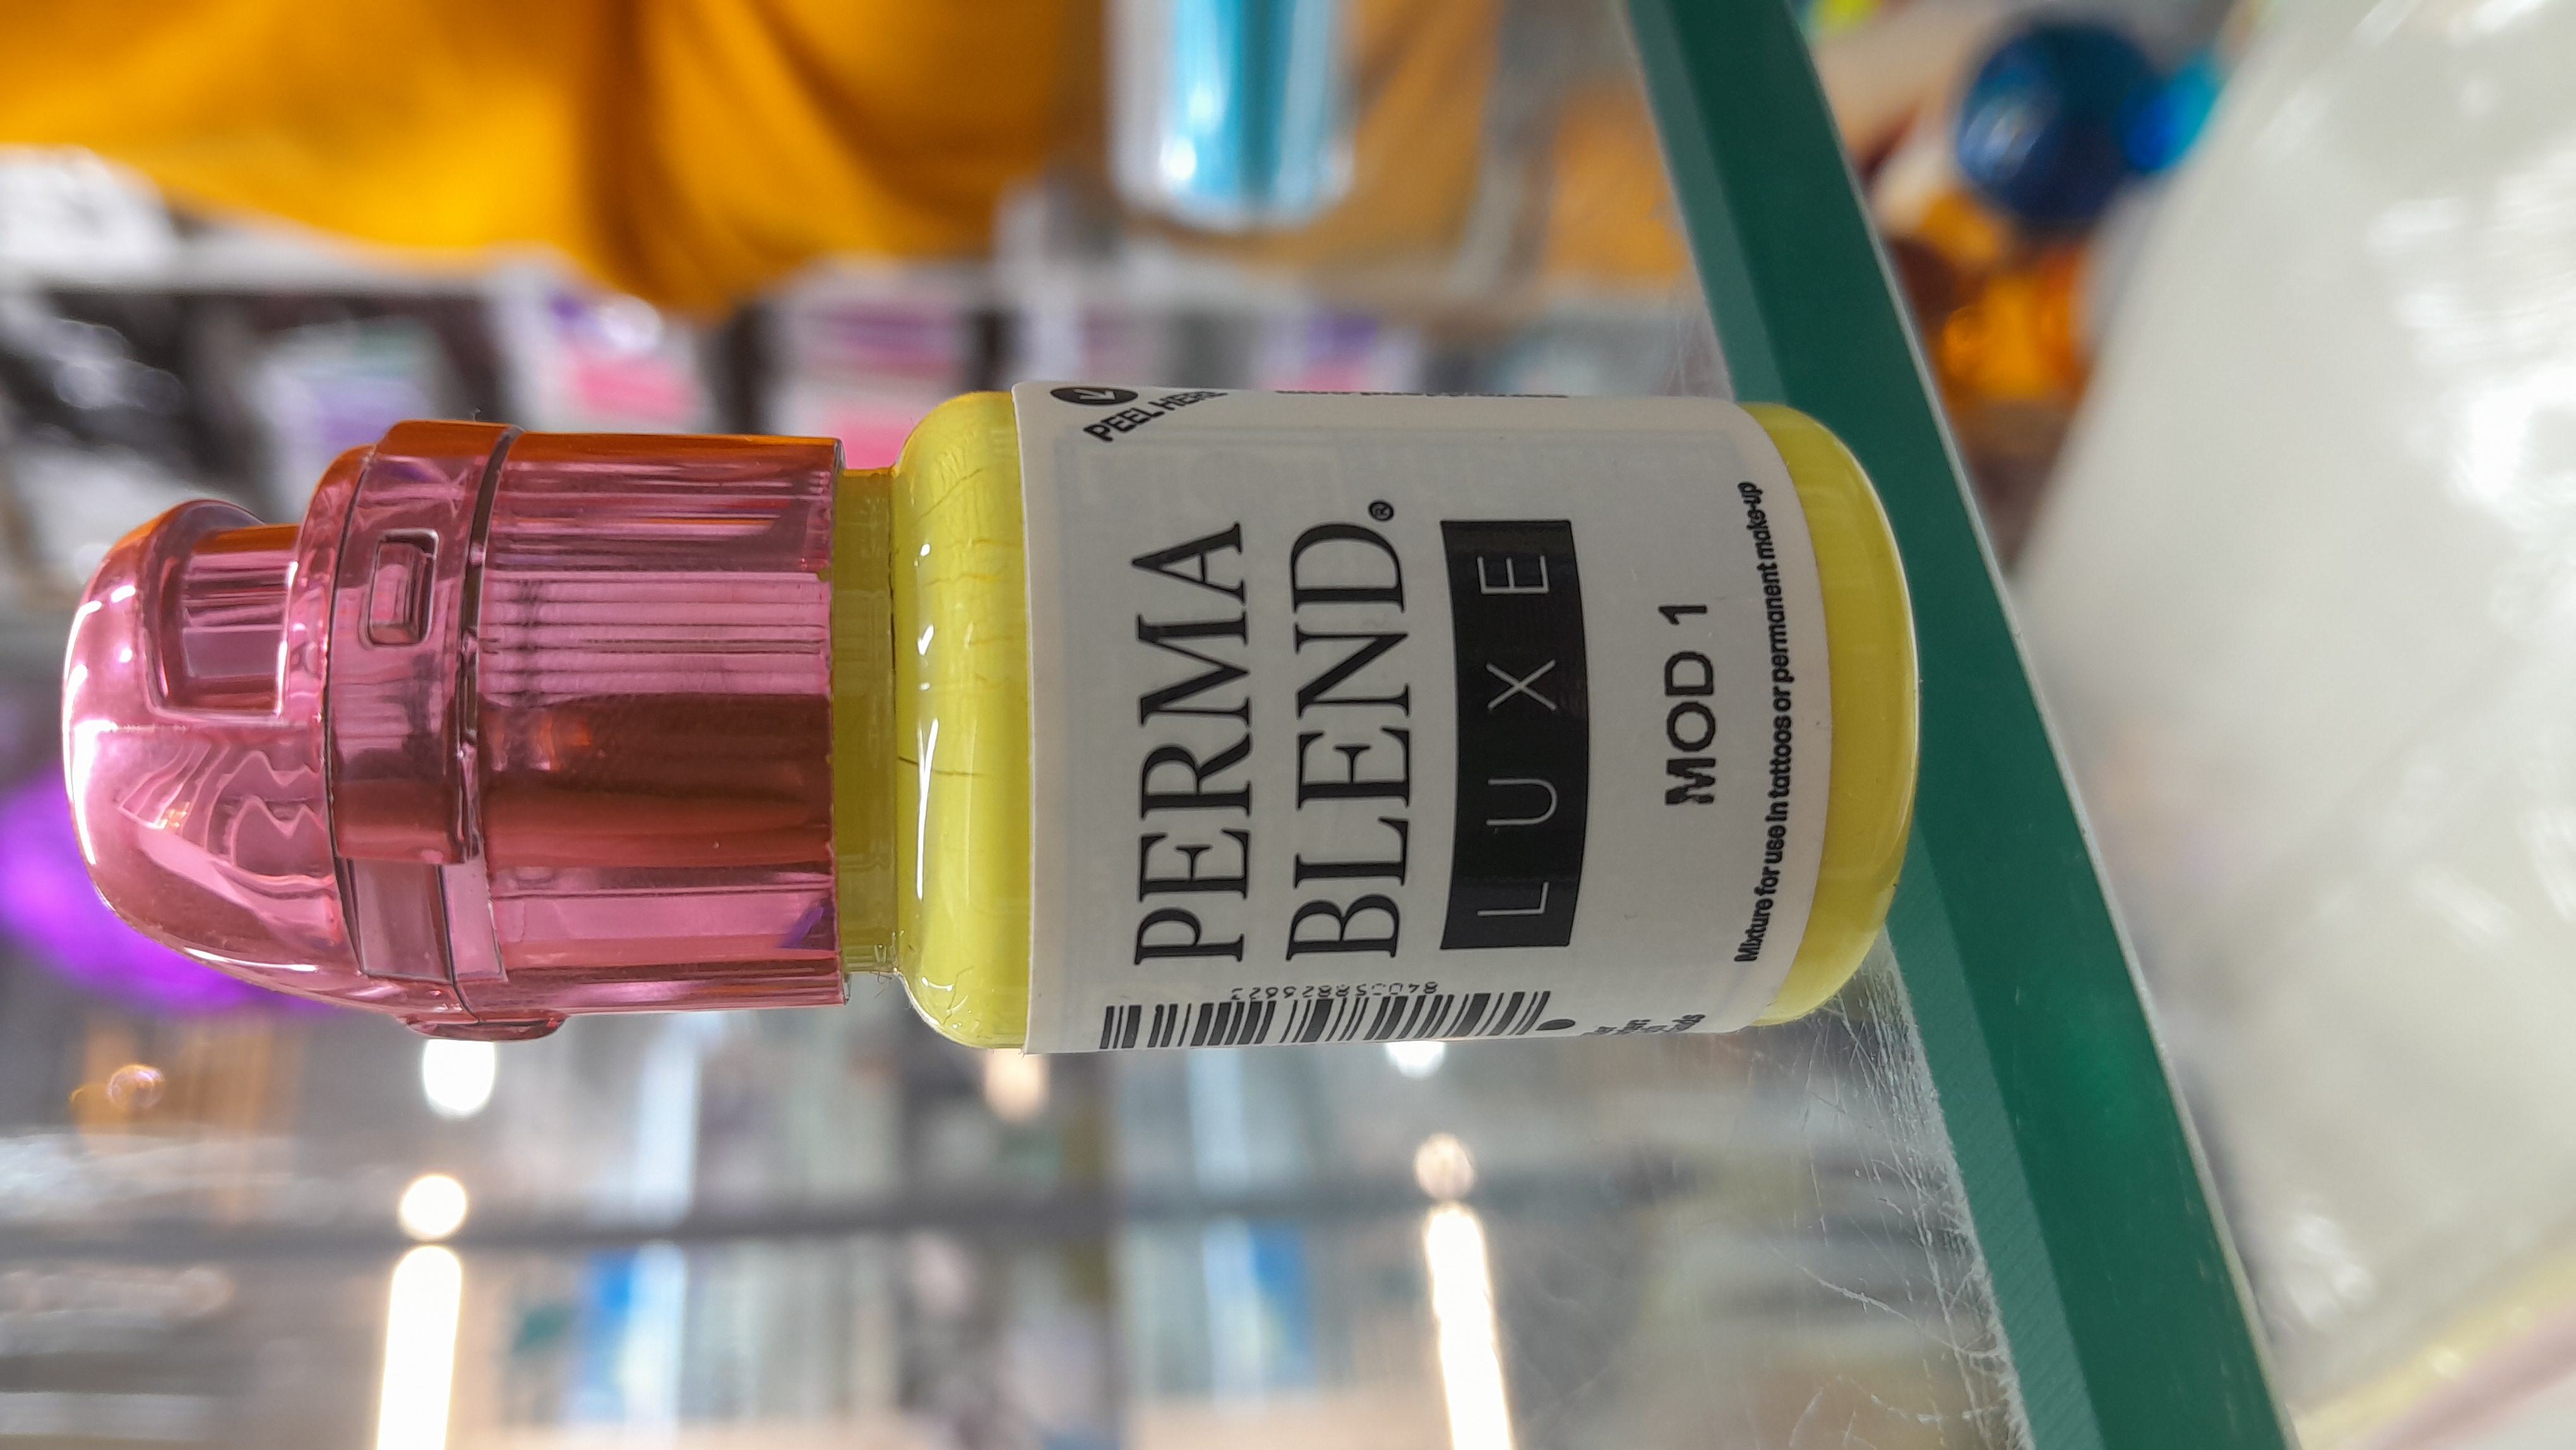 PEEL HERE
PERMA
BLEND®
LUXE
MOD 1
Mixture for use in tattoos or permanent make-up